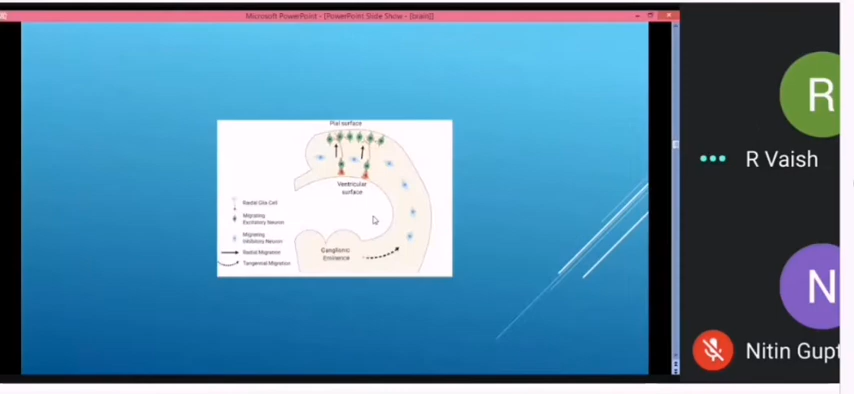 Microsoft PowerPoint - [PowerPoint Slide Show - [brain]]
Pial surface
Ventricular
surface
Radial Glia Cell
Migrating
Excitatory Neuron
Migrating
Inhibitory Neuron
Radial Migration
Tangential Migration
Ganglionic
Eminence
R
R Vaish
N
Nitin Gupt